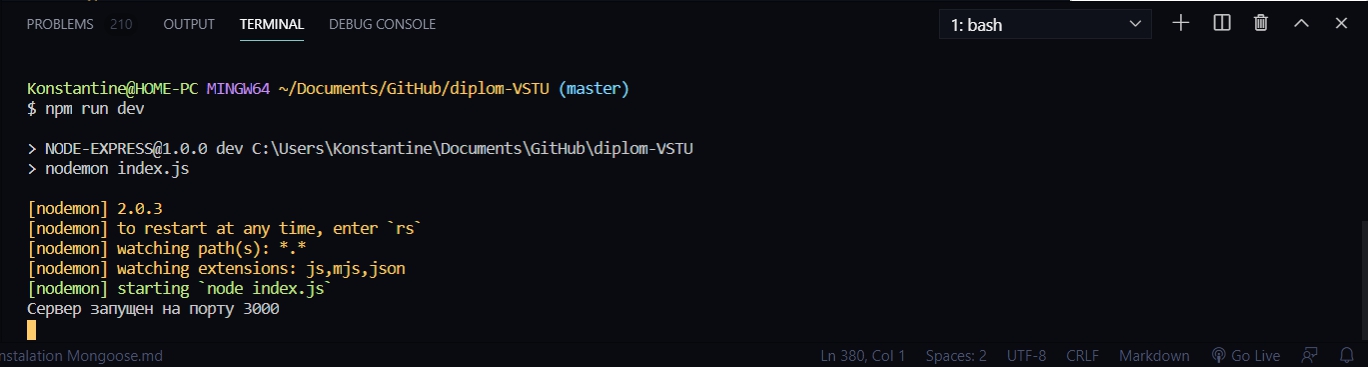 PROBLEMS 210 OUTPUT TERMINAL DEBUG CONSOLE 1: bash
Konstantine@HOME-PC MINGW64 ~/Documents/GitHub/diplom-VSTU (master)
$ npm run dev
> NODE-EXPRESS@1.0.0 dev C:\Users\Konstantine\Documents\GitHub\diplom-VSTU
> nodemon index.js
[nodemon] 2.0.3
[nodemon] to restart at any time, enter `rs`
[nodemon] watching path(s): *.*
[nodemon] watching extensions: js,mjs,json
[nodemon] starting `node index.js`
Сервер запущен на порту 3000
nstalation Mongoose.md Ln 380, Col 1 Spaces: 2 UTF-8 CRLF Markdown Go Live